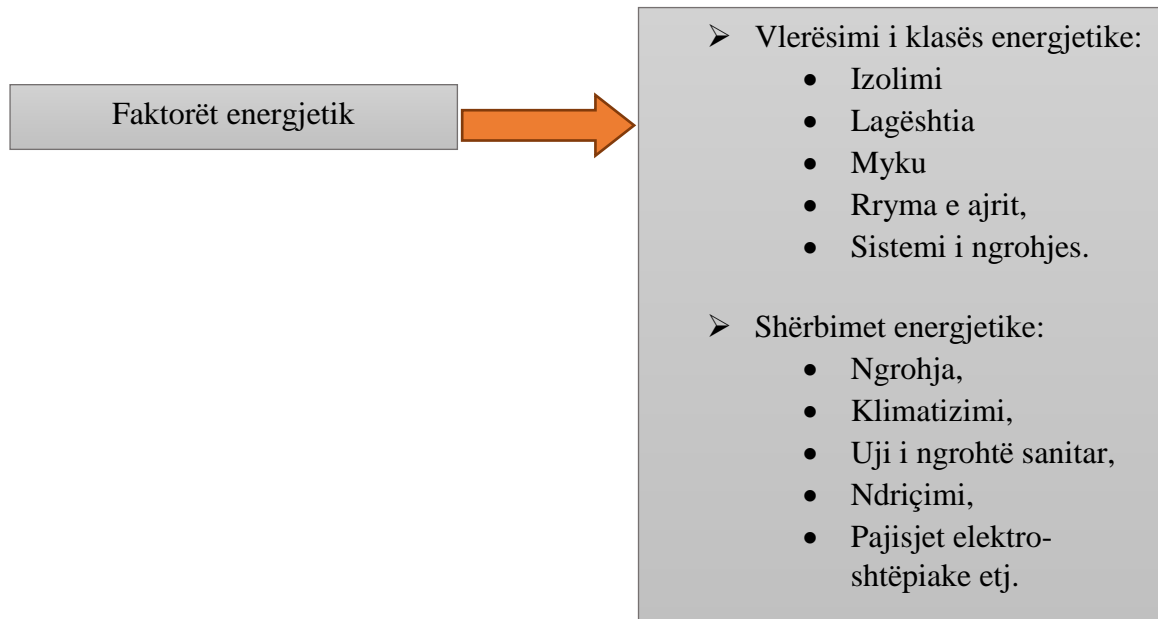 Faktorët energjetik
➢ Vlerësimi i klasës energjetike:
• Izolimi
• Lagështia
• Myku
• Rryma e ajrit,
• Sistemi i ngrohjes.
➢ Shërbimet energjetike:
• Ngrohja,
• Klimatizimi,
• Uji i ngrohtë sanitar,
• Ndriçimi,
• Pajisjet elektro-
shtëpiake etj.